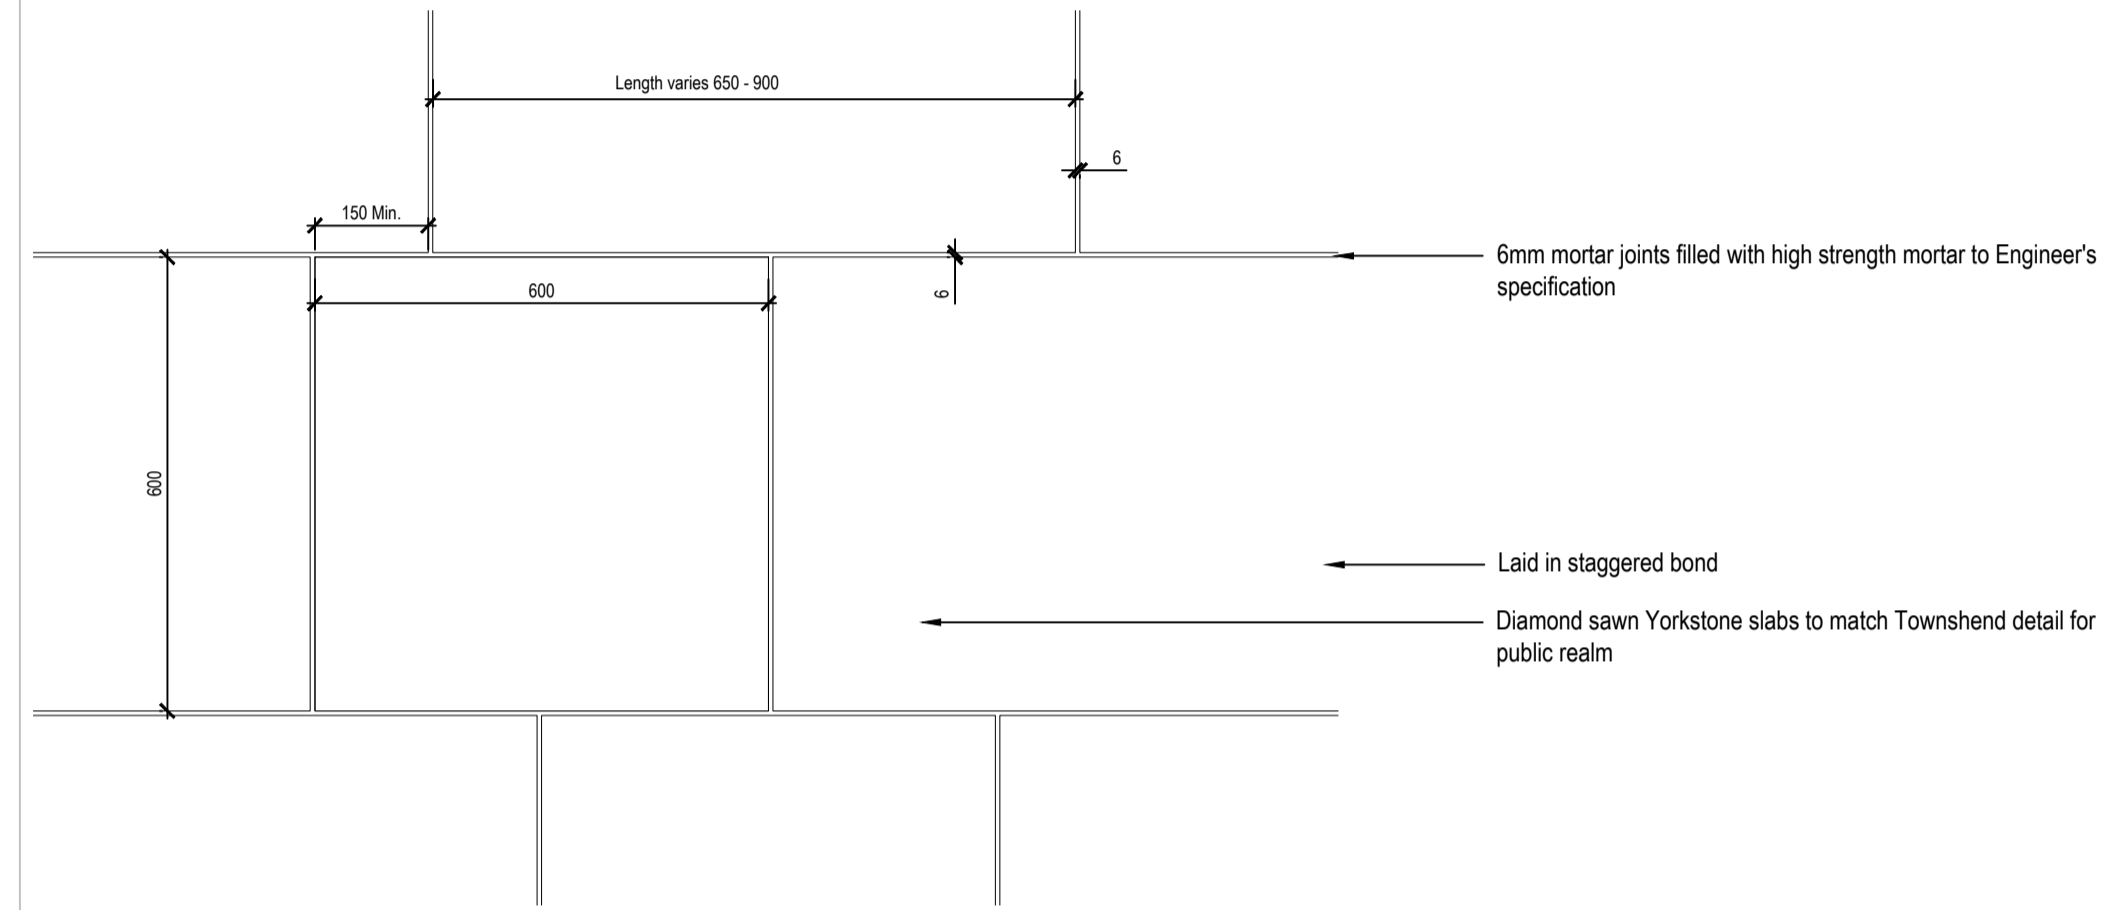 Length varies 650 - 900
6
150 Min.
6mm mortar joints filled with high strength mortar to Engineer's
specification
600
6
600
Laid in staggered bond
Diamond sawn Yorkstone slabs to match Townshend detail for
public realm